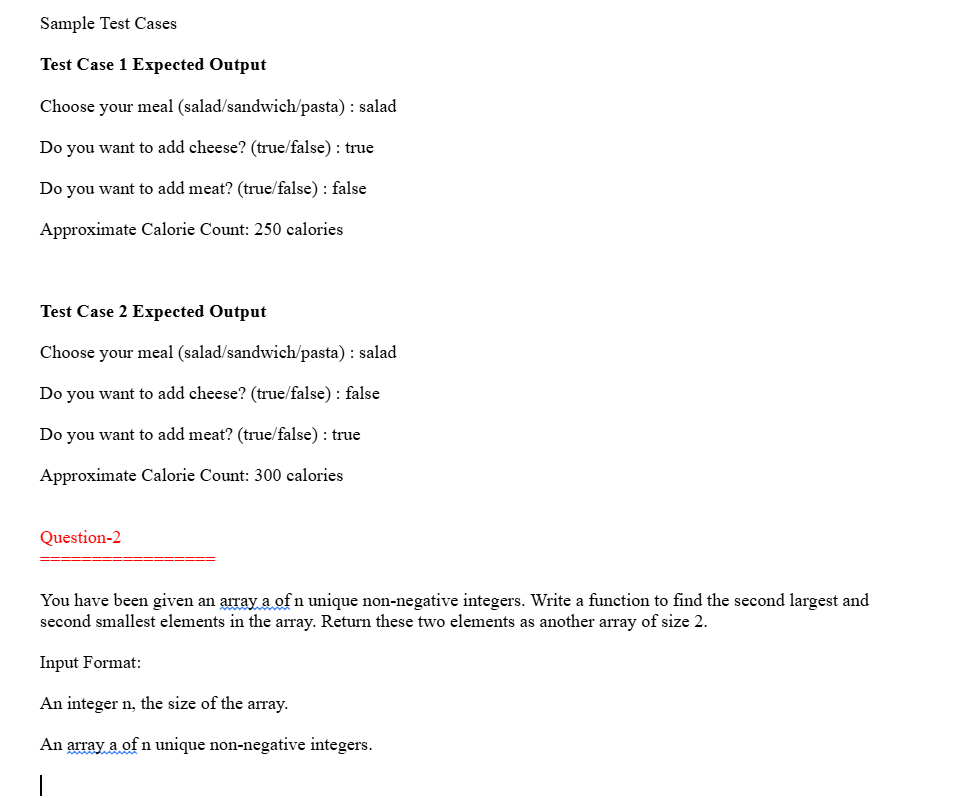 Sample Test Cases
Test Case 1 Expected Output
Choose your meal (salad/sandwich/pasta) : salad
Do you want to add cheese? (true/false) : true
Do you want to add meat? (true/false) : false
Approximate Calorie Count: 250 calories
Test Case 2 Expected Output
Choose your meal (salad/sandwich/pasta) : salad
Do you want to add cheese? (true/false) : false
Do you want to add meat? (true/false) : true
Approximate Calorie Count: 300 calories
Question-2
=================
You have been given an array a of n unique non-negative integers. Write a function to find the second largest and
second smallest elements in the array. Return these two elements as another array of size 2.
Input Format:
An integer n, the size of the array.
An array a of n unique non-negative integers.